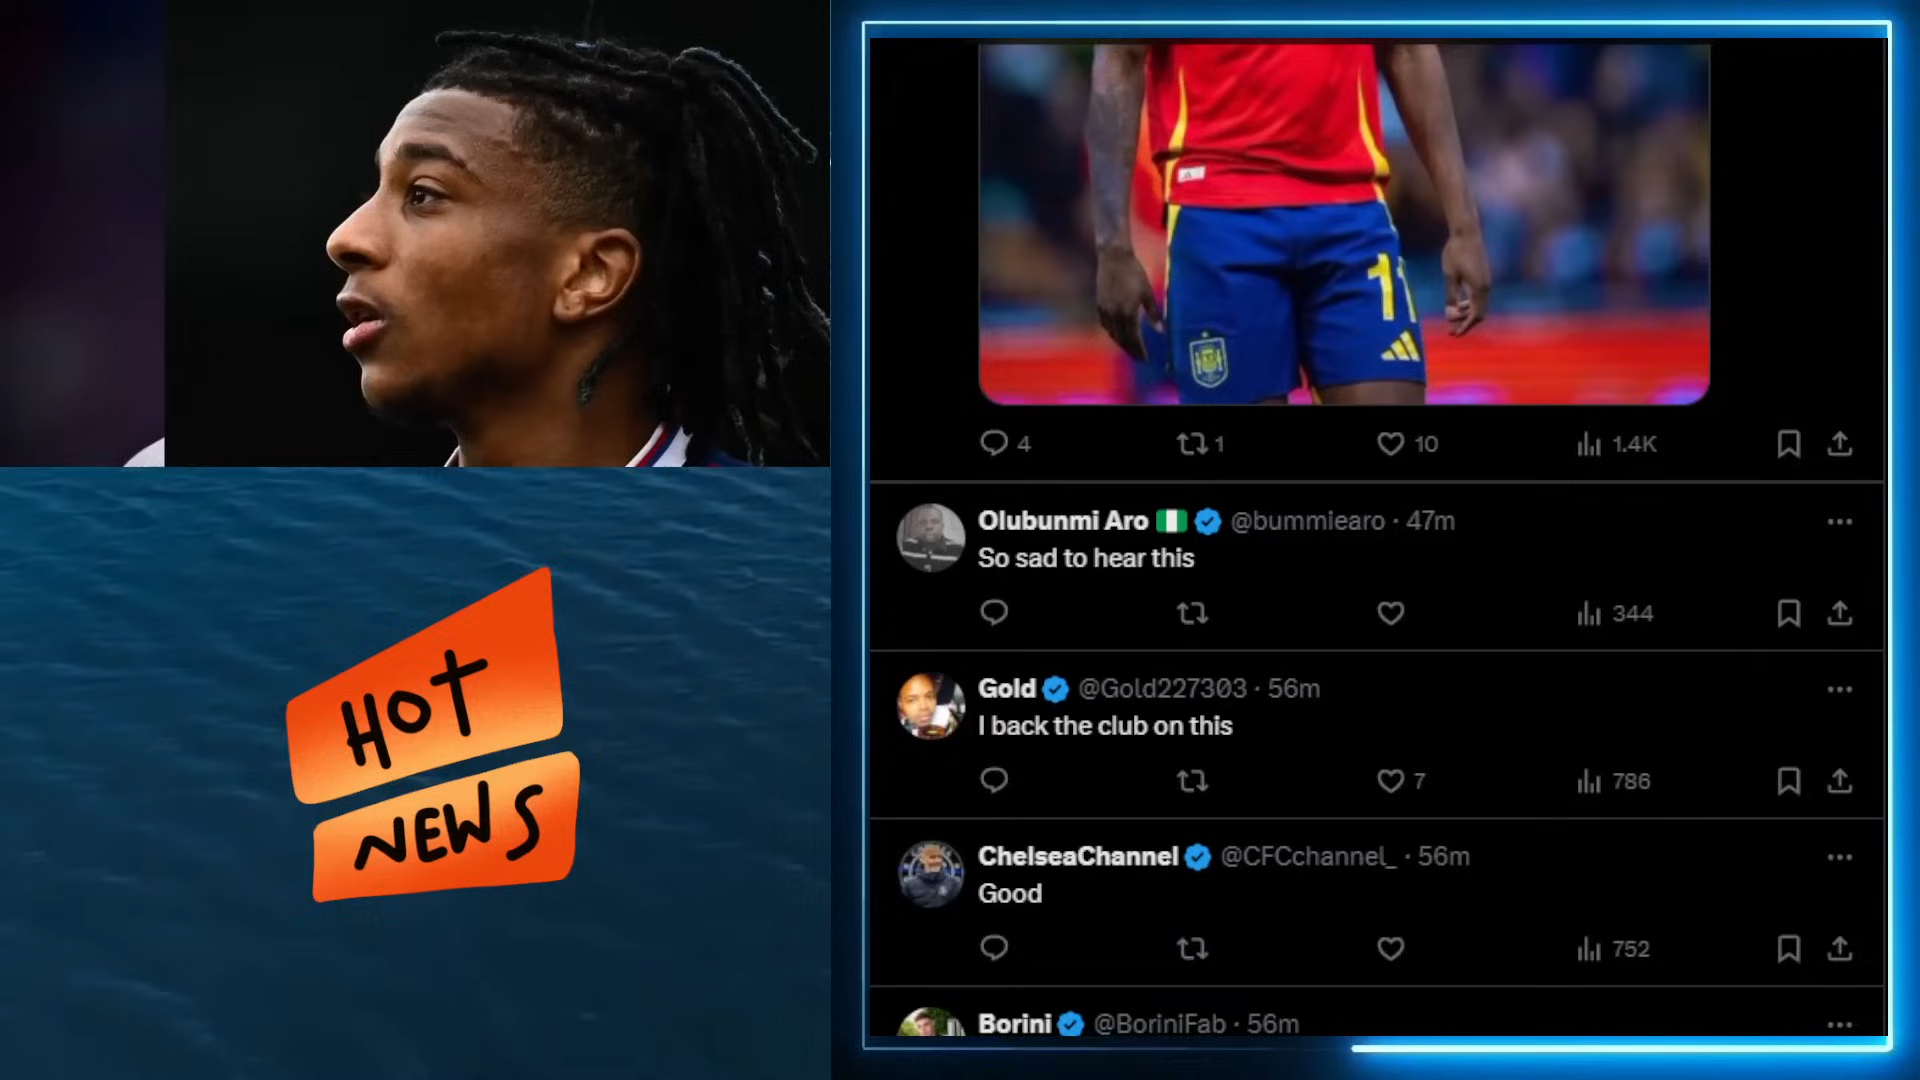 HOT
NEWS
11
4 1 10 1.4K
Olubunmi Aro @bummiearo · 47m
So sad to hear this
344
Gold @Gold227303 · 56m
I back the club on this
7 786
ChelseaChannel @CFCchannel_ · 56m
Good
752
Borini @BoriniFab · 56m